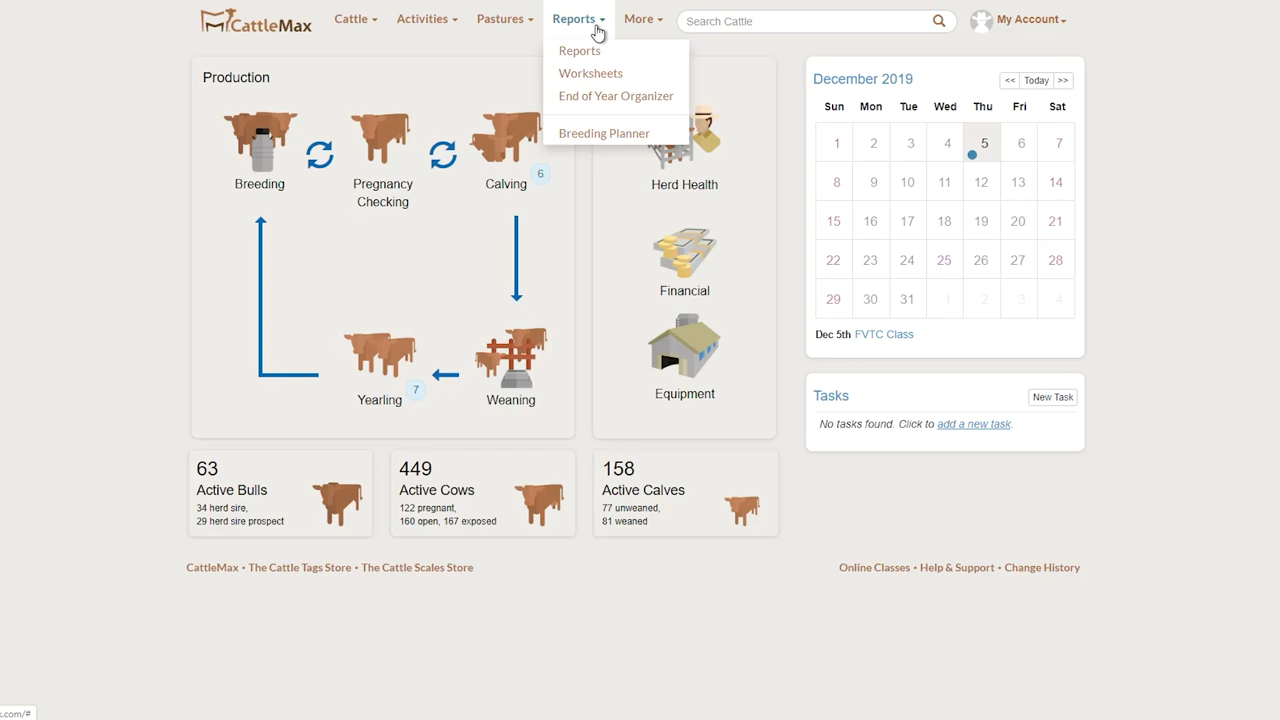 CattleMax
Cattle
Activities
Pastures
Reports
More
Search Cattle
My Account
Reports
Worksheets
End of Year Organizer
Breeding Planner
Production
Breeding
Pregnancy
Checking
Calving
6
Yearling
7
Weaning
Herd Health
Financial
Equipment
December 2019
<< Today >>
Sun Mon Tue Wed Thu Fri Sat
1 2 3 4 5 6 7
8 9 10 11 12 13 14
15 16 17 18 19 20 21
22 23 24 25 26 27 28
29 30 31 1 2 3 4
Dec 5th FVTC Class
Tasks
New Task
No tasks found. Click to add a new task.
63
Active Bulls
34 herd sire,
29 herd sire prospect
449
Active Cows
122 pregnant,
160 open, 167 exposed
158
Active Calves
77 unweaned,
81 weaned
CattleMax • The Cattle Tags Store • The Cattle Scales Store
Online Classes • Help & Support • Change History
x.com/#